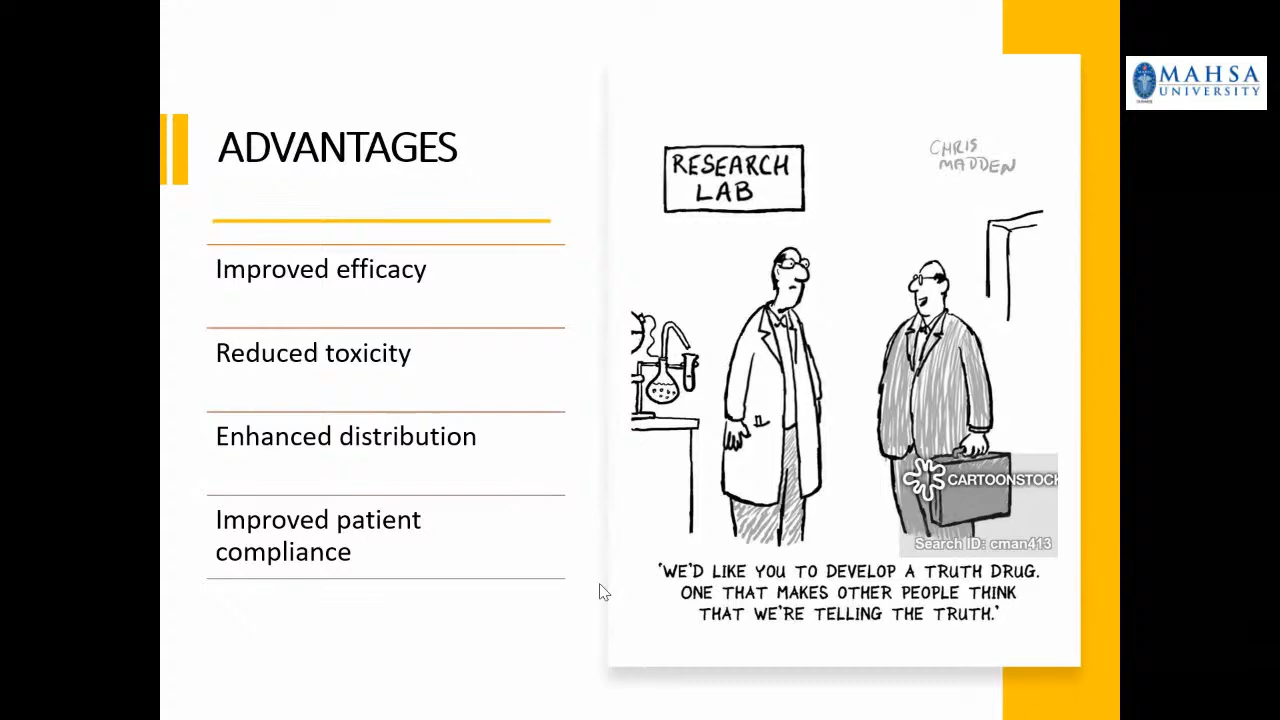 MAHSA
UNIVERSITY
ADVANTAGES
Improved efficacy
Reduced toxicity
Enhanced distribution
Improved patient
compliance
RESEARCH
LAB
CHRIS
MADDEN
CARTOONSTOCK
Search ID: cman413
'WE'D LIKE YOU TO DEVELOP A TRUTH DRUG.
ONE THAT MAKES OTHER PEOPLE THINK
THAT WE'RE TELLING THE TRUTH.'